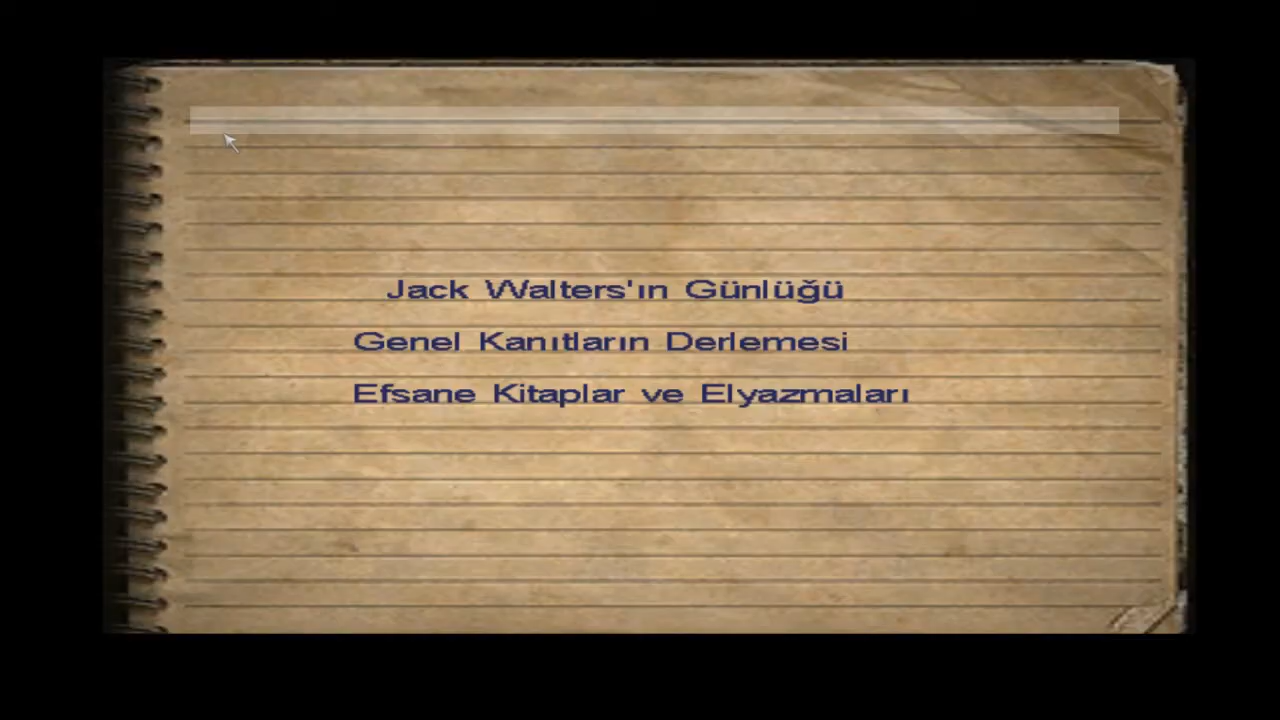 Jack Walters'ın Günlüğü
Genel Kanıtların Derlemesi
Efsane Kitaplar ve Elyazmaları